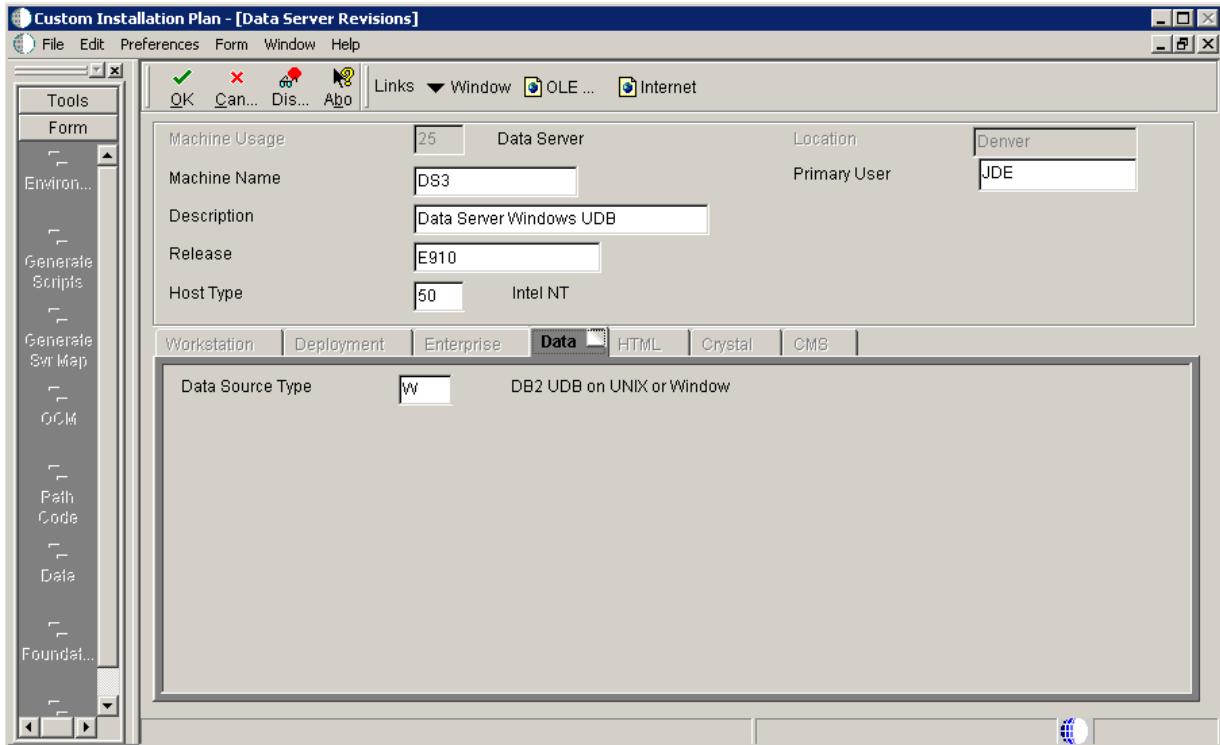 Custom Installation Plan - [Data Server Revisions]
File Edit Preferences Form Window Help
Tools
Form
Environ...
Generate
Scripts
Generate
Svr Map
OCM
Path
Code
Data
Foundat...
OK Can... Dis... Abo Links Window OLE ... Internet
Machine Usage 25 Data Server Location Denver
Machine Name DS3 Primary User JDE
Description Data Server Windows UDB
Release E910
Host Type 50 Intel NT
Workstation Deployment Enterprise Data HTML Crystal CMS
Data Source Type W DB2 UDB on UNIX or Window